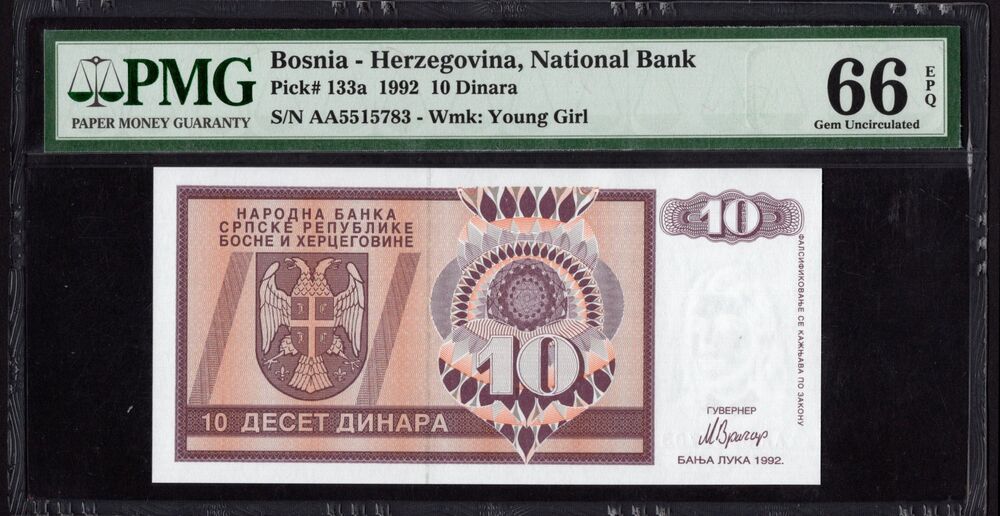 PMG
PAPER MONEY GUARANTY
Bosnia - Herzegovina, National Bank
Pick# 133a 1992 10 Dinara
S/N AA5515783 - Wmk: Young Girl
66
EPQ
Gem Uncirculated
НАРОДНА БАНКА
СРПСКЕ РЕПУБЛИКЕ
БОСНЕ И ХЕРЦЕГОВИНЕ
10
10
10 ДЕСЕТ ДИНАРА
ФАЛСИФИКОВАЊЕ СЕ КАЖЊАВА ПО ЗАКОНУ
ГУВЕРНЕР
БАЊА ЛУКА 1992.